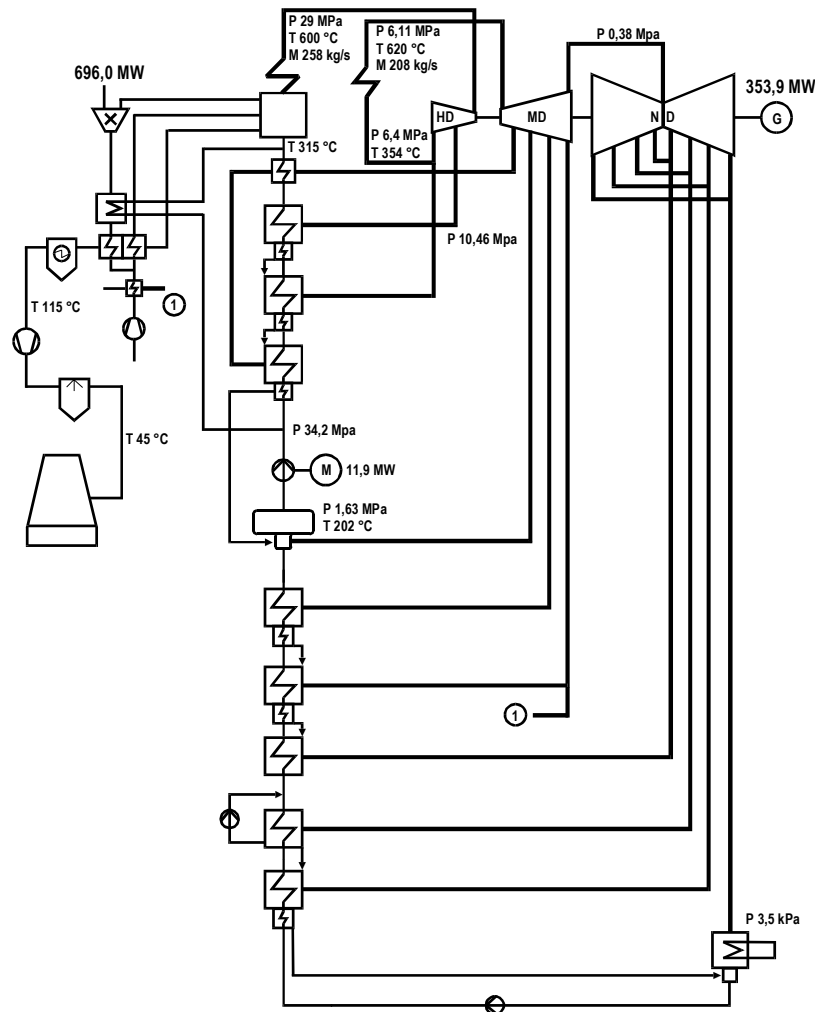 P 29 MPa
T 600 °C
M 258 kg/s
P 6,11 MPa
T 620 °C
M 208 kg/s
P 0,38 Mpa
696,0 MW
353,9 MW
HD
MD
N D
G
P 6,4 MPa
T 354 °C
T 315 °C
P 10,46 Mpa
1
T 115 °C
T 45 °C
P 34,2 Mpa
M
11,9 MW
P 1,63 MPa
T 202 °C
1
P 3,5 kPa